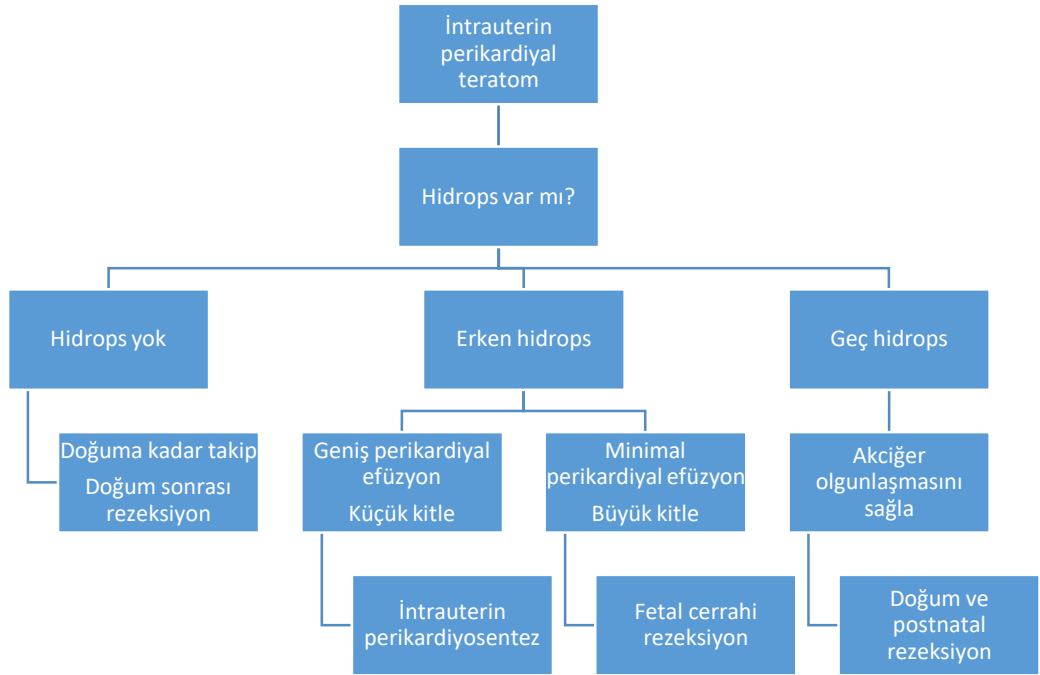 İntrauterin
perikardiyal
teratom
Hidrops var mı?
Hidrops yok
Erken hidrops
Geç hidrops
Doğuma kadar takip
Doğum sonrası
rezeksiyon
Geniş perikardiyal
efüzyon
Küçük kitle
Minimal
perikardiyal efüzyon
Büyük kitle
Akciğer
olgunlaşmasını
sağla
İntrauterin
perikardiyosentez
Fetal cerrahi
rezeksiyon
Doğum ve
postnatal
rezeksiyon